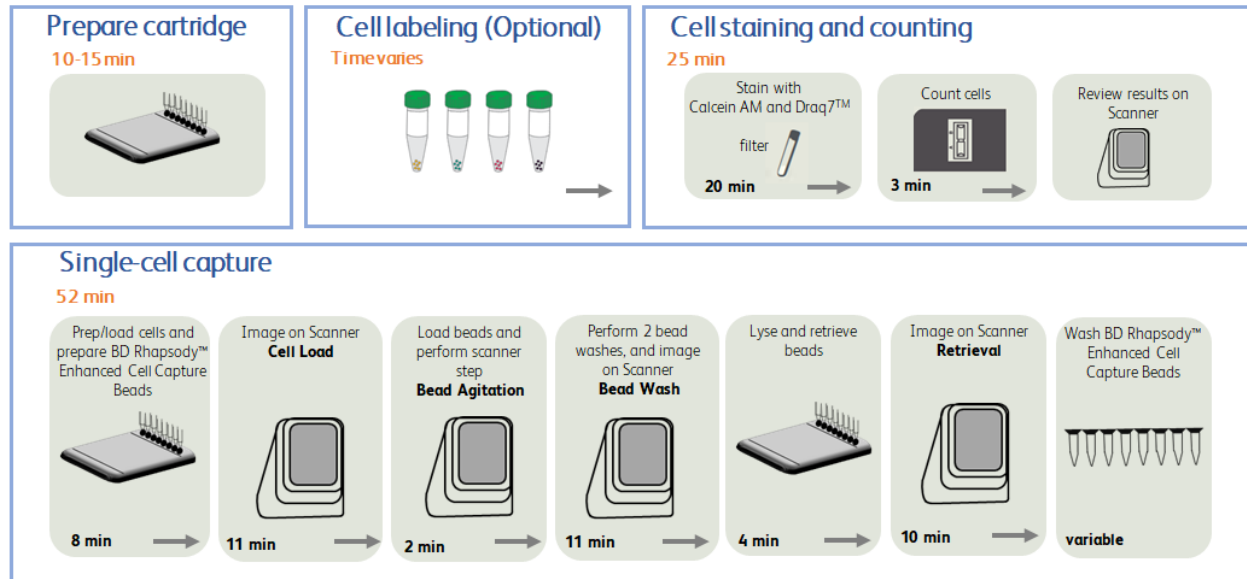 Prepare cartridge
10-15 min
Cell labeling (Optional)
Time varies
Cell staining and counting
25 min
Stain with
Calcein AM and Draq7™
filter
20 min
Count cells
3 min
Review results on
Scanner
Single-cell capture
52 min
Prep/load cells and
prepare BD Rhapsody™
Enhanced Cell Capture
Beads
8 min
Image on Scanner
Cell Load
11 min
Load beads and
perform scanner
step
Bead Agitation
2 min
Perform 2 bead
washes, and image
on Scanner
Bead Wash
11 min
Lyse and retrieve
beads
4 min
Image on Scanner
Retrieval
10 min
Wash BD Rhapsody™
Enhanced Cell
Capture Beads
variable